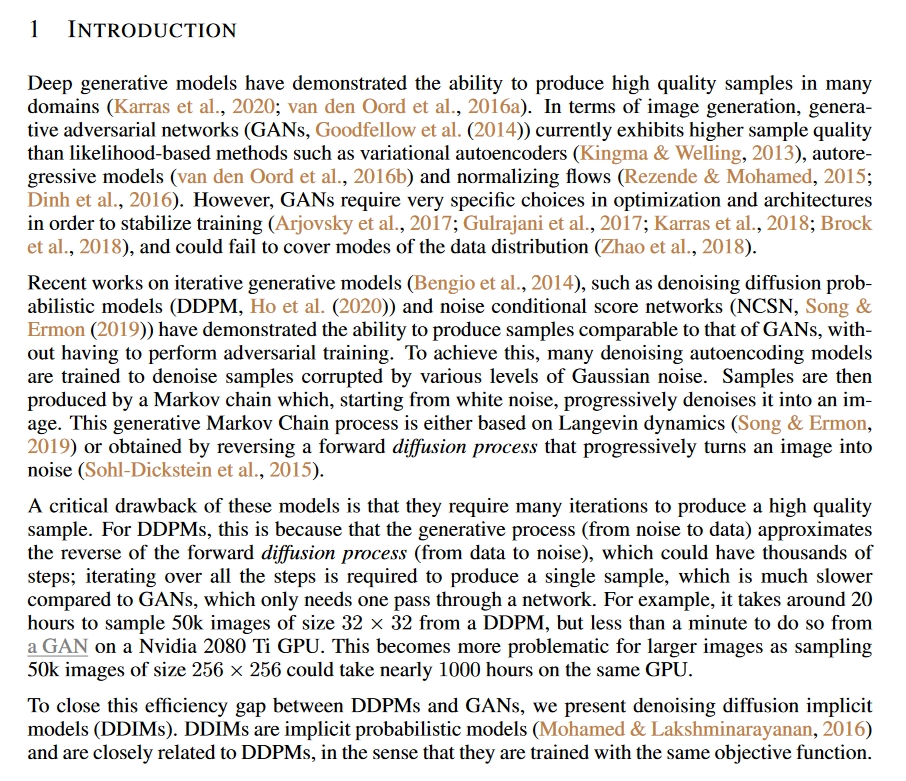 1 INTRODUCTION
Deep generative models have demonstrated the ability to produce high quality samples in many
domains (Karras et al., 2020; van den Oord et al., 2016a). In terms of image generation, genera-
tive adversarial networks (GANs, Goodfellow et al. (2014)) currently exhibits higher sample quality
than likelihood-based methods such as variational autoencoders (Kingma & Welling, 2013), autore-
gressive models (van den Oord et al., 2016b) and normalizing flows (Rezende & Mohamed, 2015;
Dinh et al., 2016). However, GANs require very specific choices in optimization and architectures
in order to stabilize training (Arjovsky et al., 2017; Gulrajani et al., 2017; Karras et al., 2018; Brock
et al., 2018), and could fail to cover modes of the data distribution (Zhao et al., 2018).
Recent works on iterative generative models (Bengio et al., 2014), such as denoising diffusion prob-
abilistic models (DDPM, Ho et al. (2020)) and noise conditional score networks (NCSN, Song &
Ermon (2019)) have demonstrated the ability to produce samples comparable to that of GANs, with-
out having to perform adversarial training. To achieve this, many denoising autoencoding models
are trained to denoise samples corrupted by various levels of Gaussian noise. Samples are then
produced by a Markov chain which, starting from white noise, progressively denoises it into an im-
age. This generative Markov Chain process is either based on Langevin dynamics (Song & Ermon,
2019) or obtained by reversing a forward diffusion process that progressively turns an image into
noise (Sohl-Dickstein et al., 2015).
A critical drawback of these models is that they require many iterations to produce a high quality
sample. For DDPMs, this is because that the generative process (from noise to data) approximates
the reverse of the forward diffusion process (from data to noise), which could have thousands of
steps; iterating over all the steps is required to produce a single sample, which is much slower
compared to GANs, which only needs one pass through a network. For example, it takes around 20
hours to sample 50k images of size 32 × 32 from a DDPM, but less than a minute to do so from
a GAN on a Nvidia 2080 Ti GPU. This becomes more problematic for larger images as sampling
50k images of size 256 × 256 could take nearly 1000 hours on the same GPU.
To close this efficiency gap between DDPMs and GANs, we present denoising diffusion implicit
models (DDIMs). DDIMs are implicit probabilistic models (Mohamed & Lakshminarayanan, 2016)
and are closely related to DDPMs, in the sense that they are trained with the same objective function.